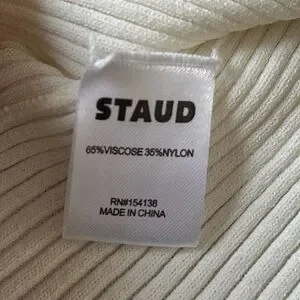 STAUD
65%VISCOSE 35%NYLON
RN#154138
MADE IN CHINA